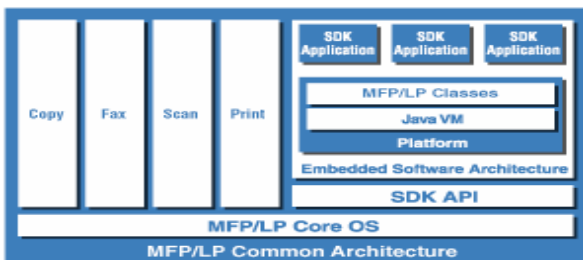 Copy
Fax
Scan
Print
SDK
Application
SDK
Application
SDK
Application
MFP/LP Classes
Java VM
Platform
Embedded Software Architecture
SDK API
MFP/LP Core OS
MFP/LP Common Architecture